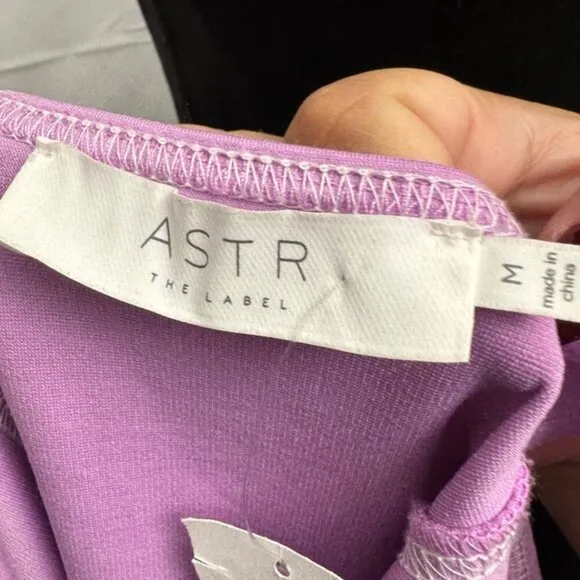 ASTR
THE LABEL
M
made in
china